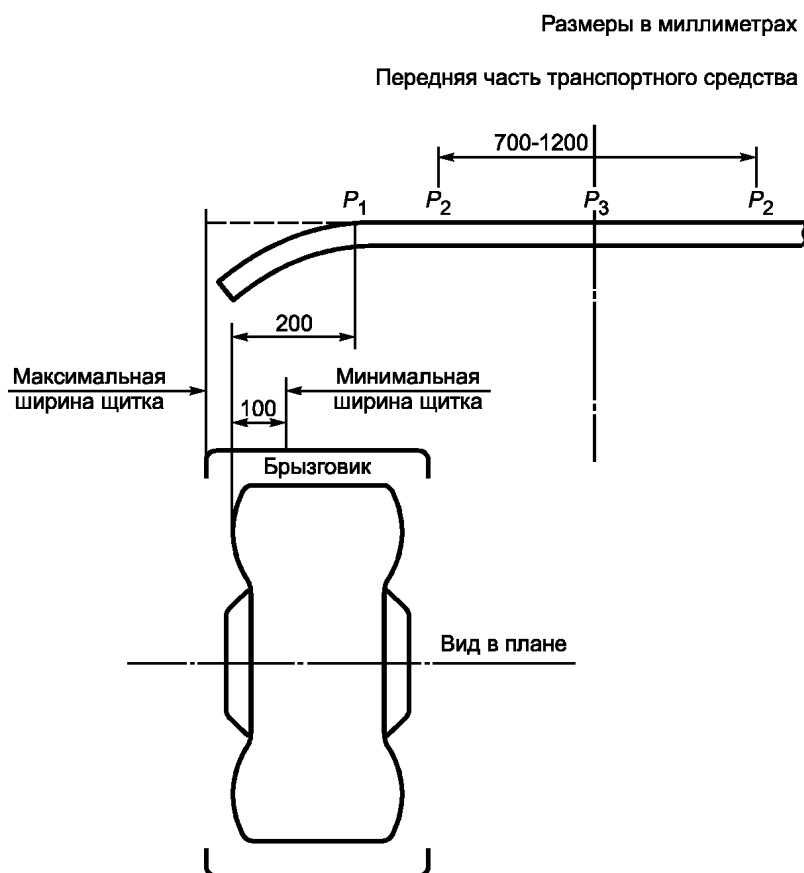 Размеры в миллиметрах
Передняя часть транспортного средства
700-1200
P1 P2 P3 P2
200
Максимальная
ширина щитка
Минимальная
ширина щитка
100
Брызговик
Вид в плане